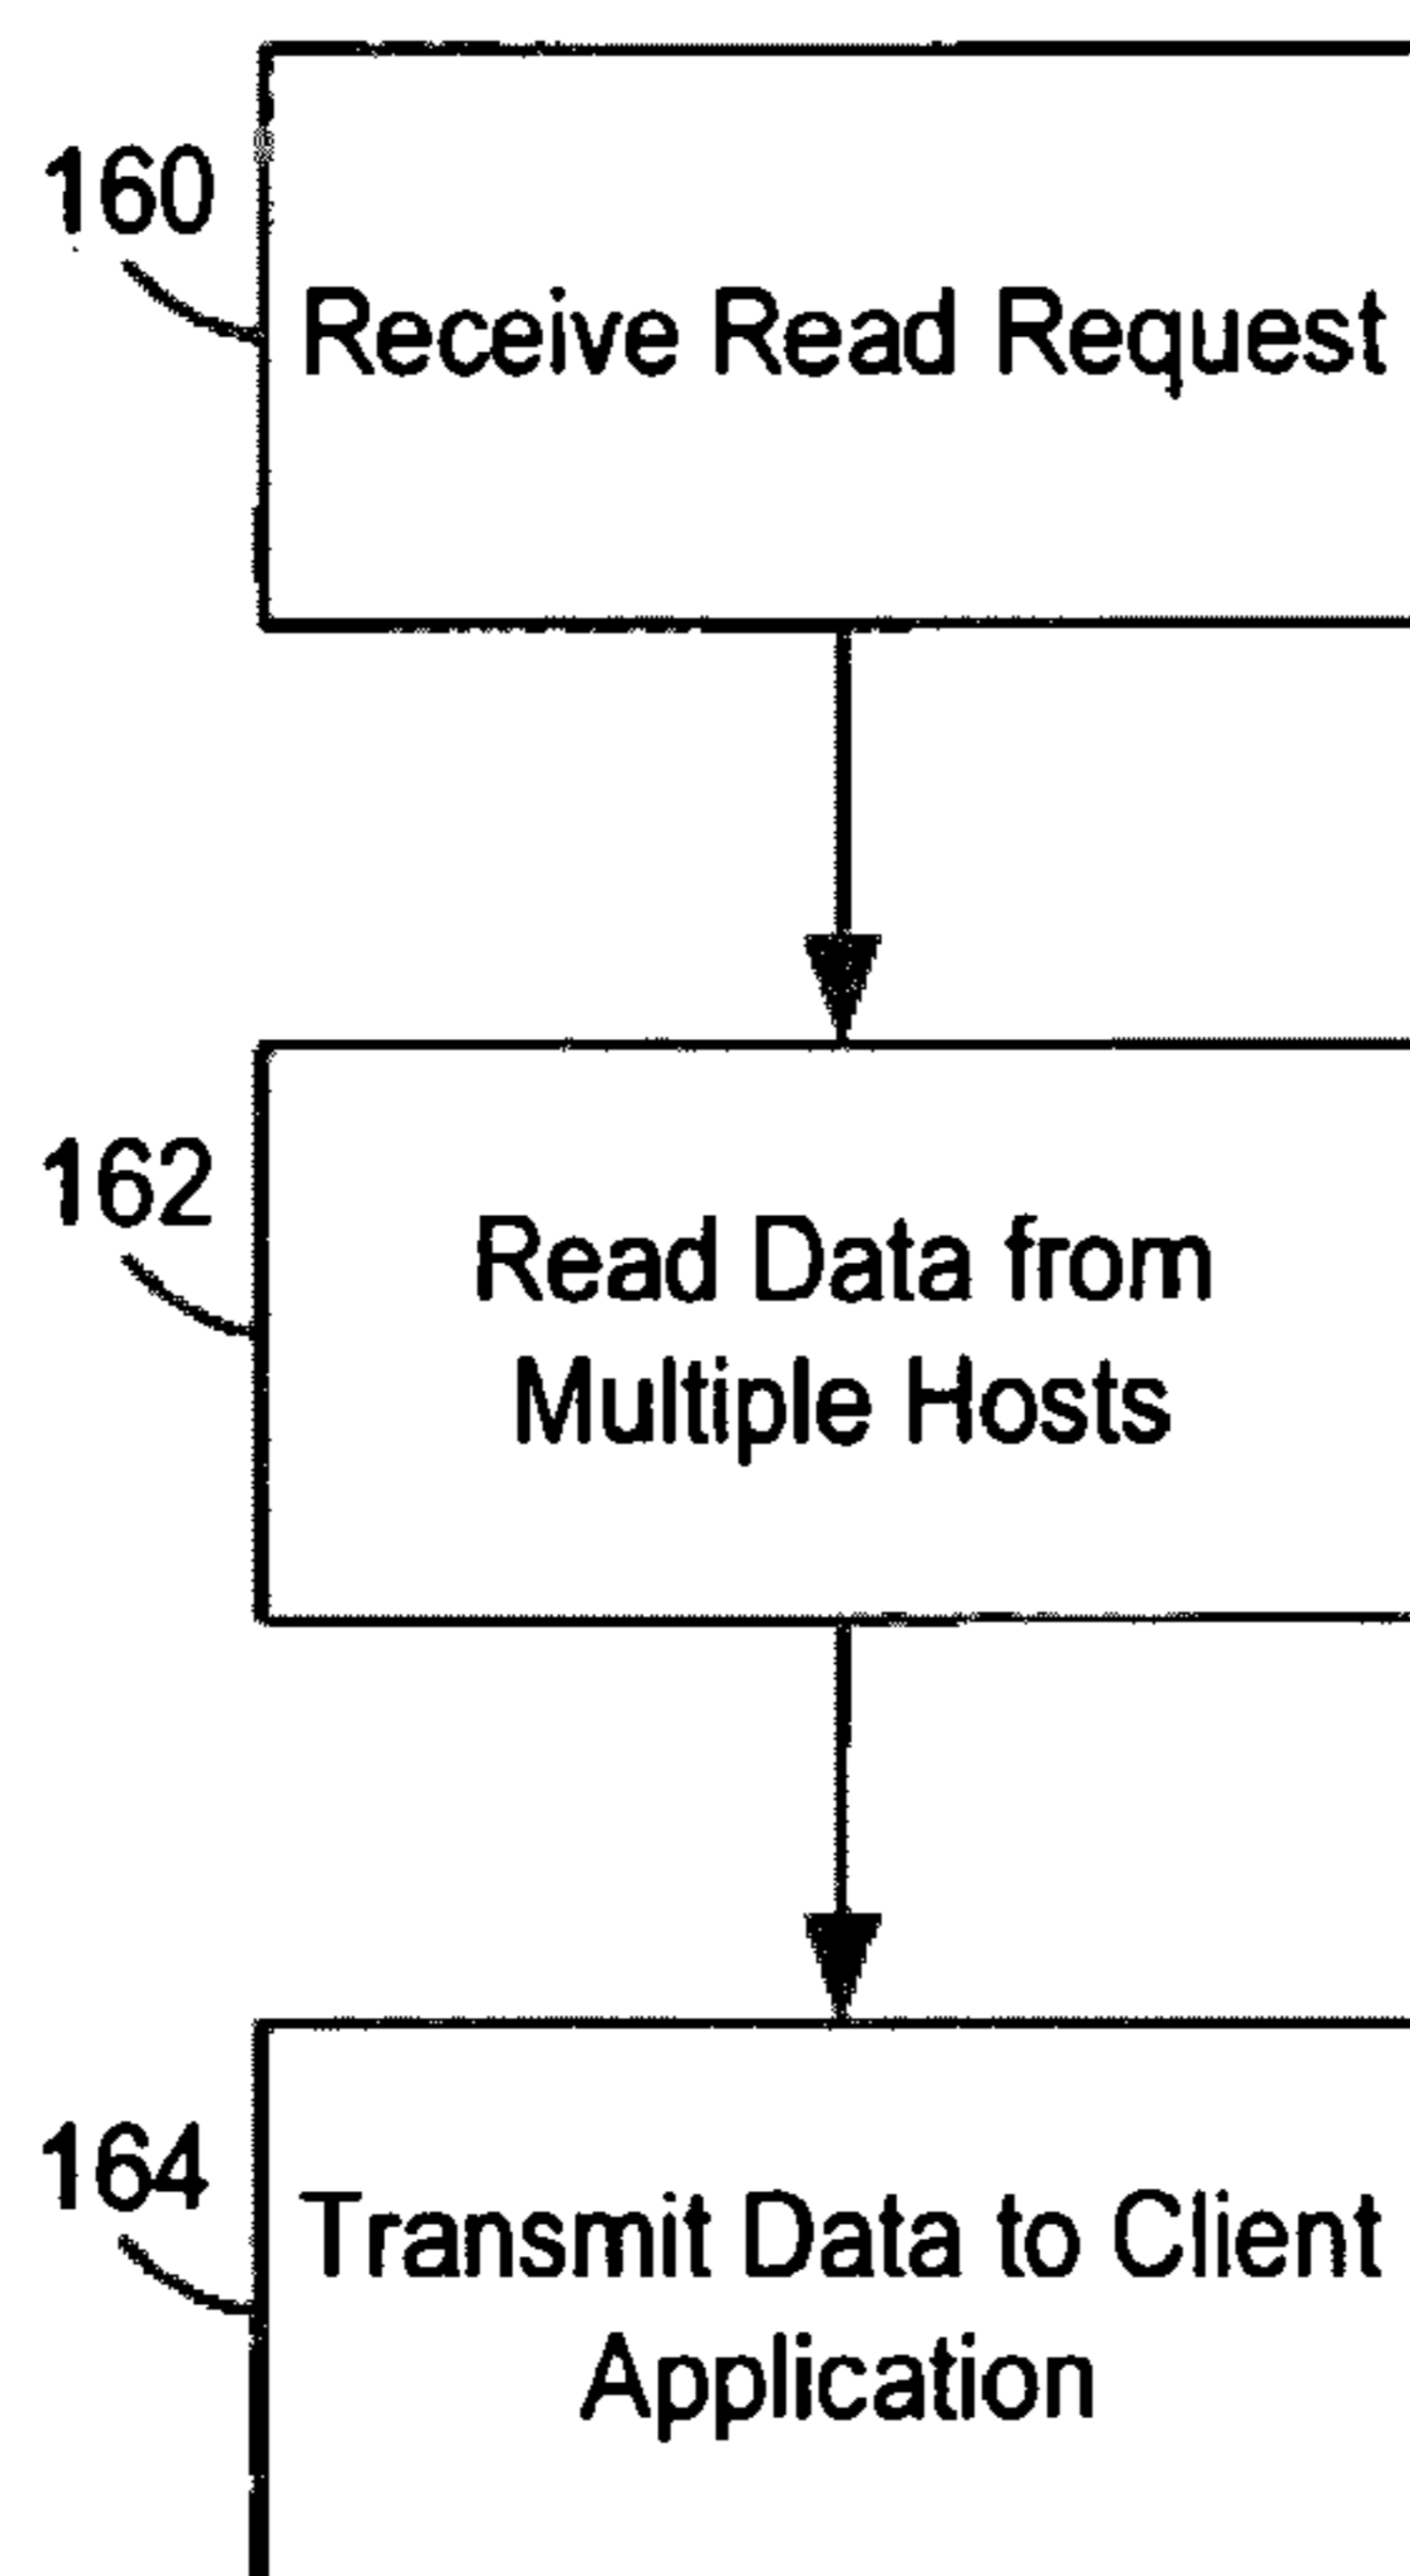 160
Receive Read Request
162
Read Data from
Multiple Hosts
164
Transmit Data to Client
Application